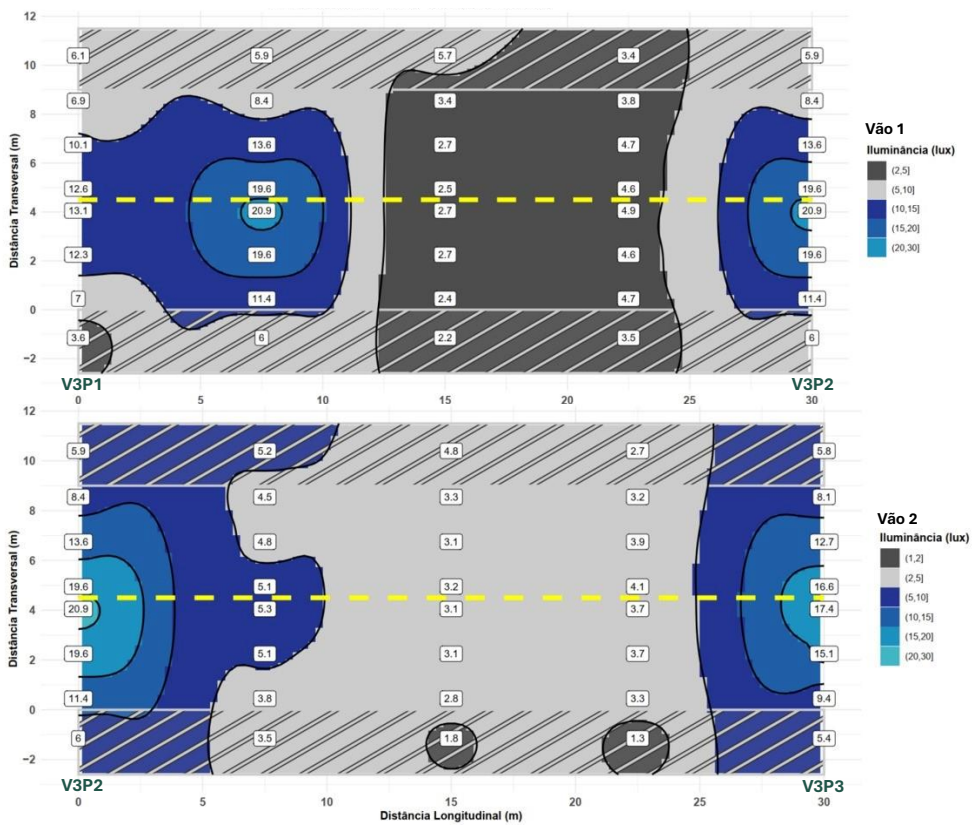 12
10
8
6
4
2
0
−2
Distância Transversal (m)
6.1 5.9 5.7 3.4 5.9
6.9 8.4 3.4 3.8 8.4
10.1 13.6 2.7 4.7 13.6
12.6 19.6 2.5 4.6 19.6
13.1 20.9 2.7 4.9 20.9
12.3 19.6 2.7 4.6 19.6
7 11.4 2.4 4.7 11.4
3.6 6 2.2 3.5 6
Vão 1
Iluminância (lux)
(2,5]
(5,10]
(10,15]
(15,20]
(20,30]
V3P1 V3P2
0 5 10 15 20 25 30
12
10
8
6
4
2
0
−2
Distância Transversal (m)
5.9 5.2 4.8 2.7 5.8
8.4 4.5 3.3 3.2 8.1
13.6 4.8 3.1 3.9 12.7
19.6 5.1 3.2 4.1 16.6
20.9 5.3 3.1 3.7 17.4
19.6 5.1 3.1 3.7 15.1
11.4 3.8 2.8 3.3 9.4
6 3.5 1.8 1.3 5.4
Vão 2
Iluminância (lux)
(1,2]
(2,5]
(5,10]
(10,15]
(15,20]
(20,30]
V3P2 V3P3
0 5 10 15 20 25 30
Distância Longitudinal (m)